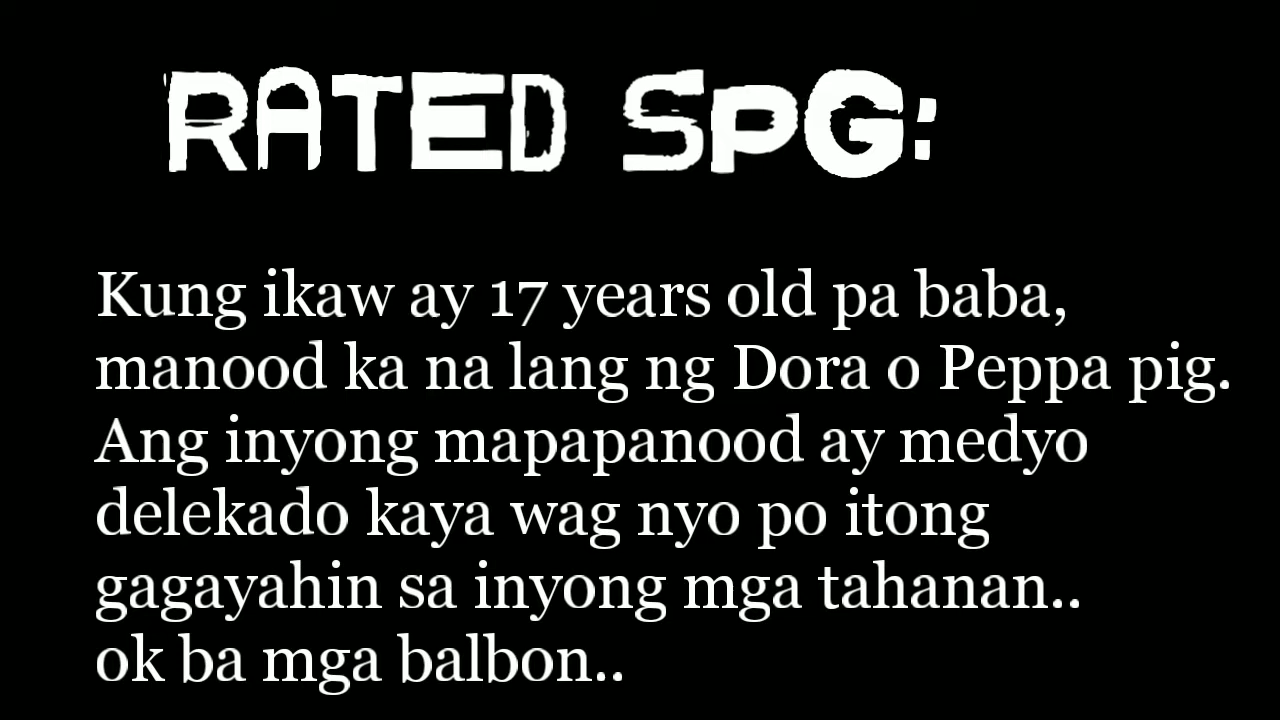 RATED SPG:
Kung ikaw ay 17 years old pa baba,
manood ka na lang ng Dora o Peppa pig.
Ang inyong mapapanood ay medyo
delekado kaya wag nyo po itong
gagayahin sa inyong mga tahanan..
ok ba mga balbon..